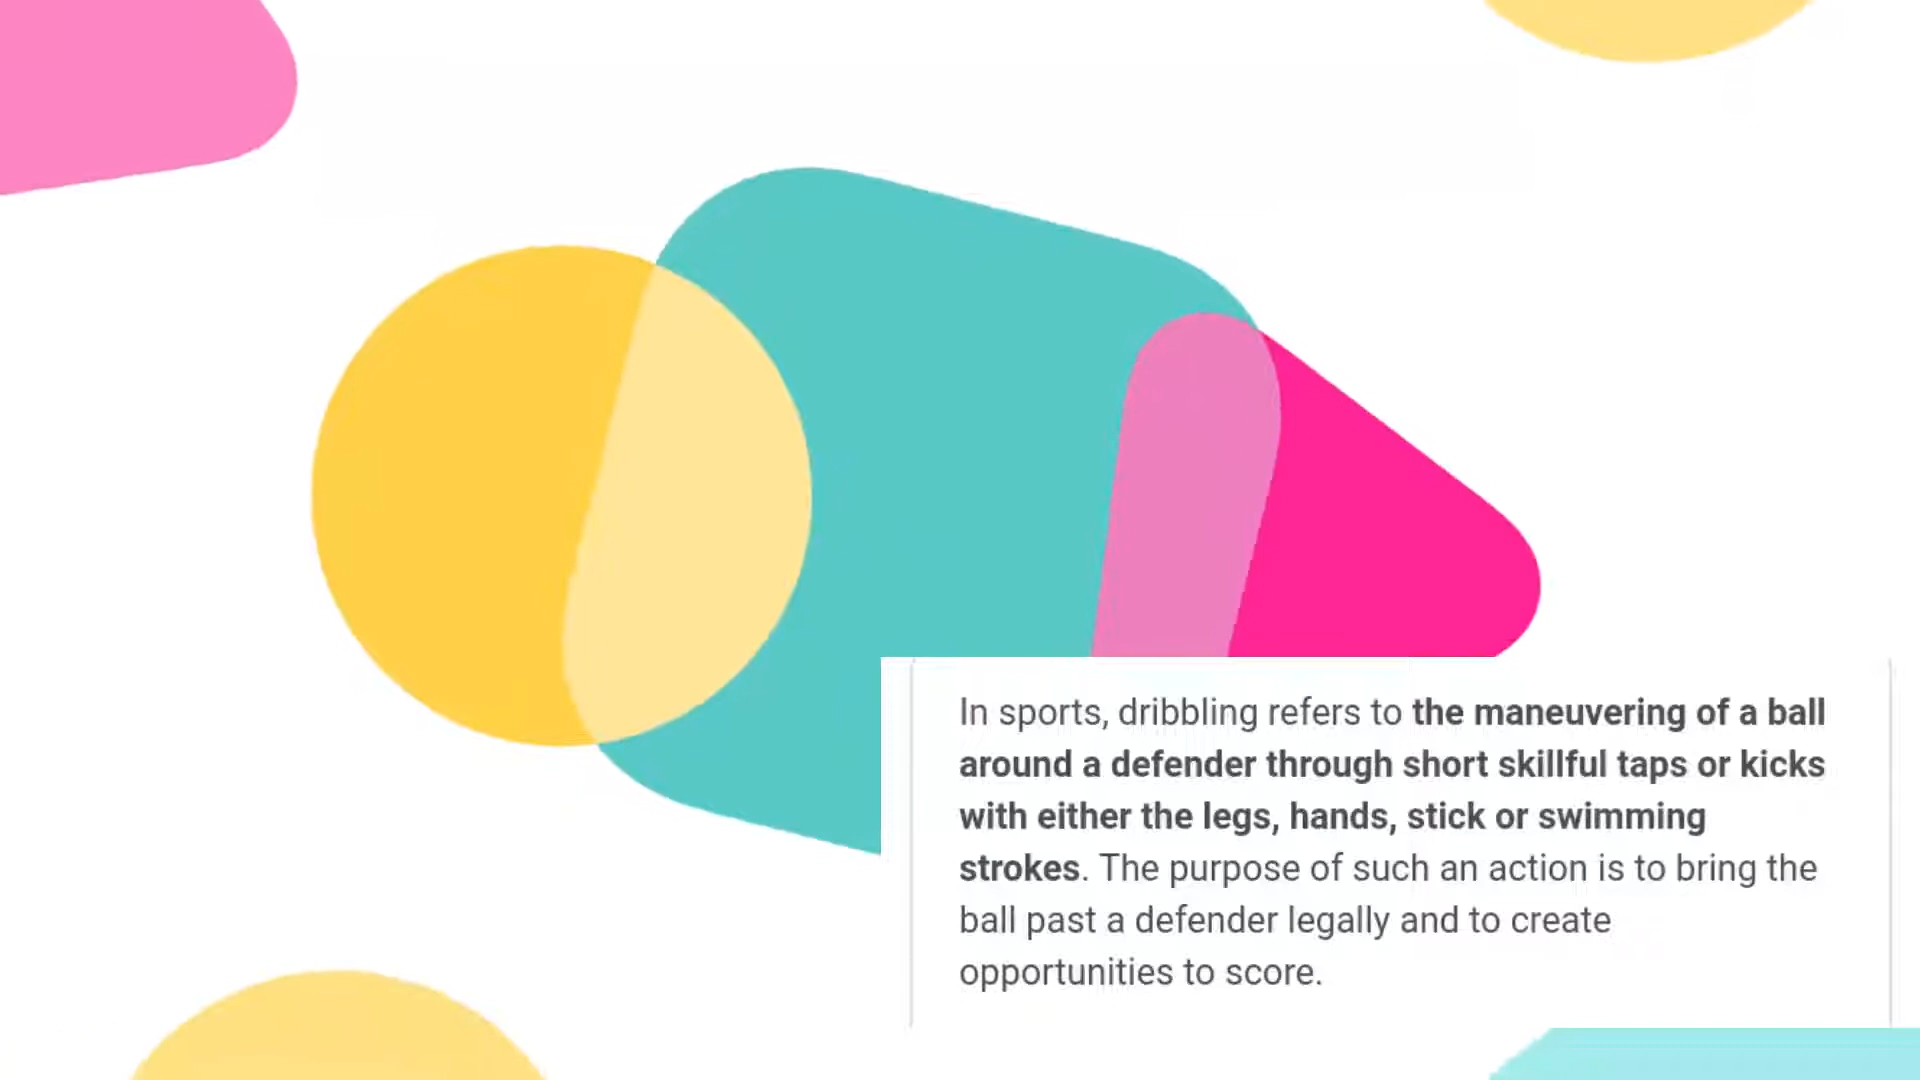 In sports, dribbling refers to the maneuvering of a ball
around a defender through short skillful taps or kicks
with either the legs, hands, stick or swimming
strokes. The purpose of such an action is to bring the
ball past a defender legally and to create
opportunities to score.